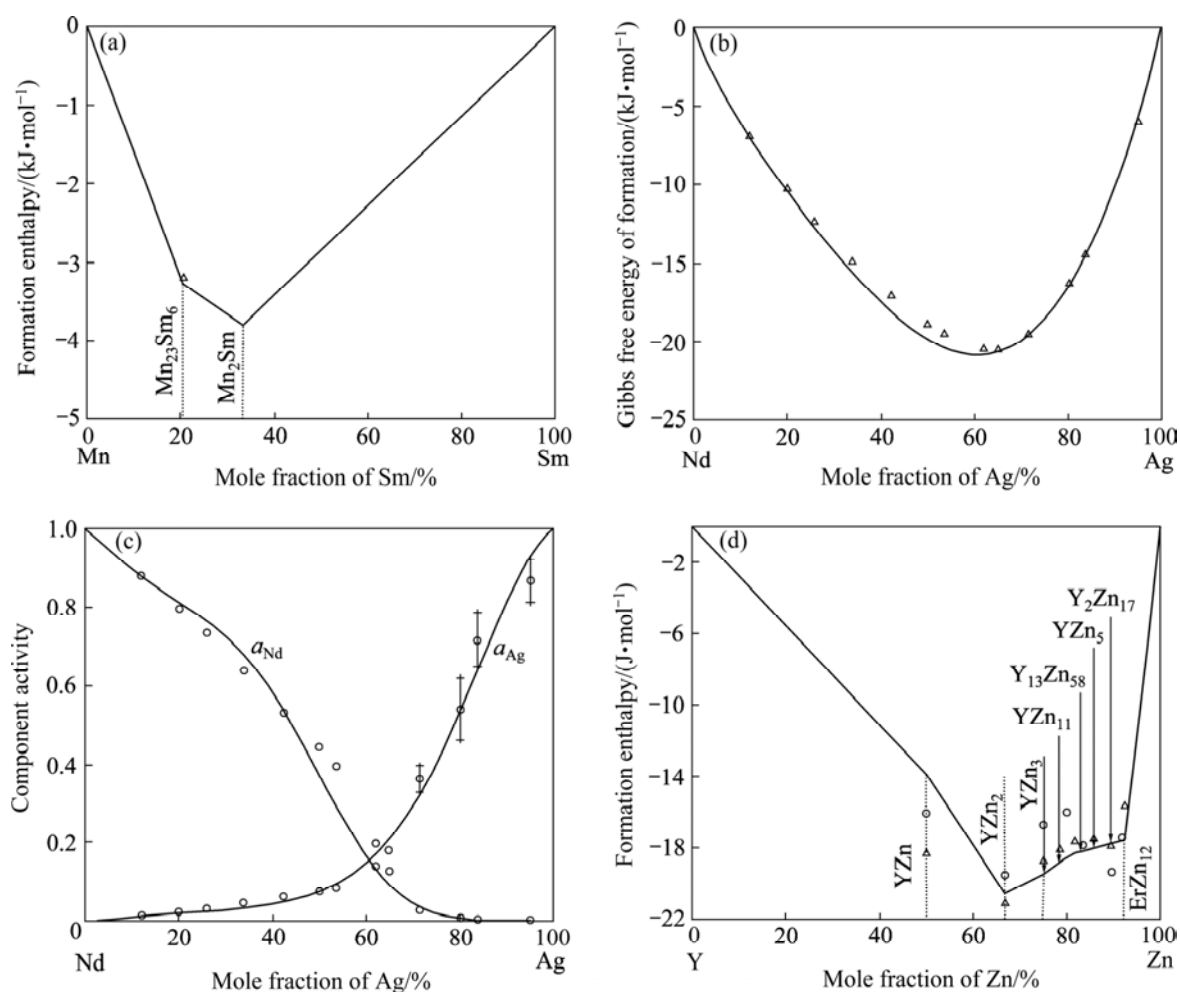 (a)
Formation enthalpy/(kJ•mol⁻¹)
0
−1
−2
−3
−4
−5
Mn₂₃Sm₆
Mn₂Sm
0 20 40 60 80 100
Mn Sm
Mole fraction of Sm/%
(b)
Gibbs free energy of formation/(kJ•mol⁻¹)
0
−5
−10
−15
−20
−25
0 20 40 60 80 100
Nd Ag
Mole fraction of Ag/%
(c)
Component activity
1.0
0.8
0.6
0.4
0.2
0
a_Nd
a_Ag
20 40 60 80 100
Nd Ag
Mole fraction of Ag/%
(d)
Formation enthalpy/(J•mol⁻¹)
−2
−6
−10
−14
−18
−22
Y₂Zn₁₇
YZn₅
Y₁₃Zn₅₈
YZn₁₁
YZn₃
YZn₂
YZn
ErZn₁₂
0 20 40 60 80 100
Y Zn
Mole fraction of Zn/%